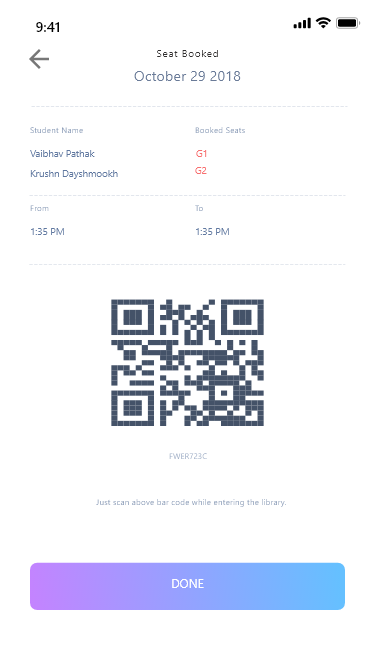 9:41
Seat Booked
October 29 2018
Student Name Booked Seats
Vaibhav Pathak G1
Krushn Dayshmookh G2
From To
1:35 PM 1:35 PM
FWER723C
Just scan above bar code while entering the library.
DONE